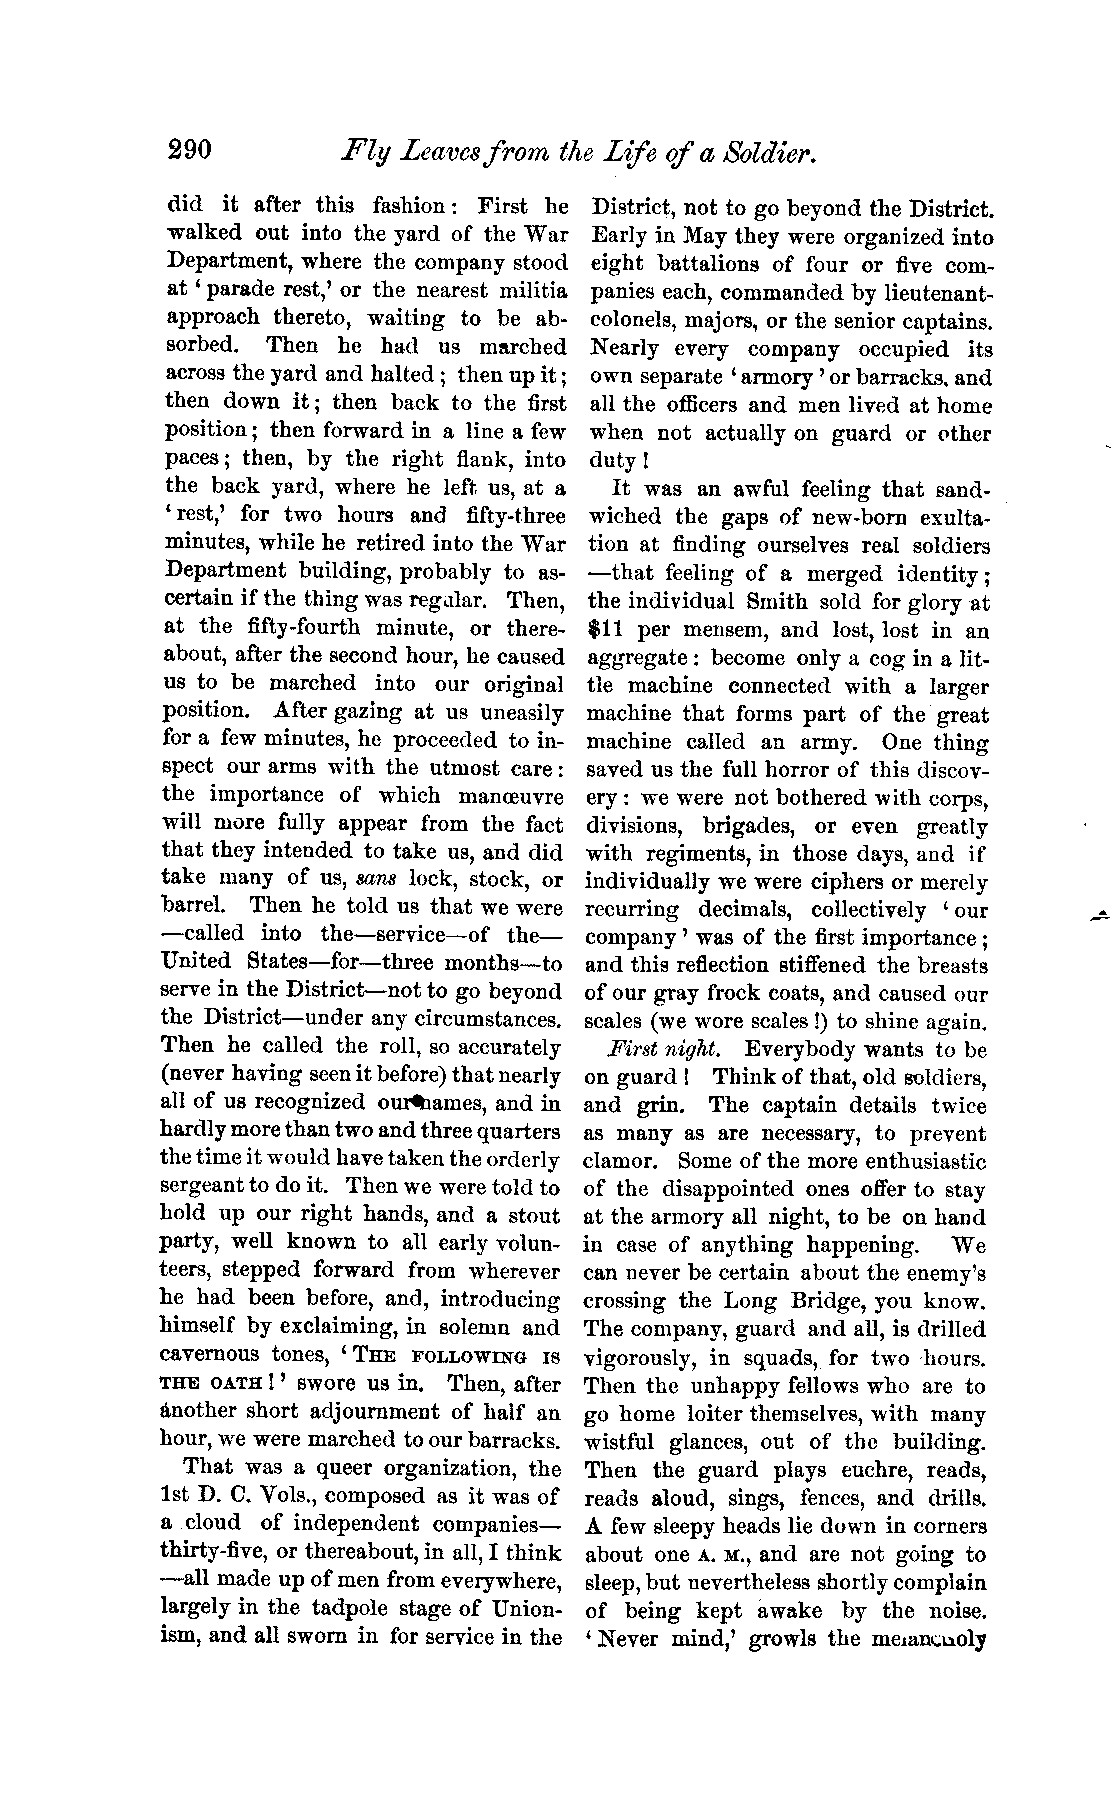 290 Fly Leaves from the Life of a Soldier.
did it after this fashion: First he
walked out into the yard of the War
Department, where the company stood
at ‘parade rest,’ or the nearest militia
approach thereto, waiting to be ab-
sorbed. Then he had us marched
across the yard and halted; then up it;
then down it; then back to the first
position; then forward in a line a few
paces; then, by the right flank, into
the back yard, where he left us, at a
‘rest,’ for two hours and fifty-three
minutes, while he retired into the War
Department building, probably to as-
certain if the thing was regular. Then,
at the fifty-fourth minute, or there-
about, after the second hour, he caused
us to be marched into our original
position. After gazing at us uneasily
for a few minutes, he proceeded to in-
spect our arms with the utmost care:
the importance of which manœuvre
will more fully appear from the fact
that they intended to take us, and did
take many of us, sans lock, stock, or
barrel. Then he told us that we were
—called into the—service—of the—
United States—for—three months—to
serve in the District—not to go beyond
the District—under any circumstances.
Then he called the roll, so accurately
(never having seen it before) that nearly
all of us recognized our names, and in
hardly more than two and three quarters
the time it would have taken the orderly
sergeant to do it. Then we were told to
hold up our right hands, and a stout
party, well known to all early volun-
teers, stepped forward from wherever
he had been before, and, introducing
himself by exclaiming, in solemn and
cavernous tones, ‘THE FOLLOWING IS
THE OATH!’ swore us in. Then, after
another short adjournment of half an
hour, we were marched to our barracks.
That was a queer organization, the
1st D. C. Vols., composed as it was of
a cloud of independent companies—
thirty-five, or thereabout, in all, I think
—all made up of men from everywhere,
largely in the tadpole stage of Union-
ism, and all sworn in for service in the
District, not to go beyond the District.
Early in May they were organized into
eight battalions of four or five com-
panies each, commanded by lieutenant-
colonels, majors, or the senior captains.
Nearly every company occupied its
own separate ‘armory’ or barracks, and
all the officers and men lived at home
when not actually on guard or other
duty!
It was an awful feeling that sand-
wiched the gaps of new-born exulta-
tion at finding ourselves real soldiers
—that feeling of a merged identity;
the individual Smith sold for glory at
$11 per mensem, and lost, lost in an
aggregate: become only a cog in a lit-
tle machine connected with a larger
machine that forms part of the great
machine called an army. One thing
saved us the full horror of this discov-
ery: we were not bothered with corps,
divisions, brigades, or even greatly
with regiments, in those days, and if
individually we were ciphers or merely
recurring decimals, collectively ‘our
company’ was of the first importance;
and this reflection stiffened the breasts
of our gray frock coats, and caused our
scales (we wore scales!) to shine again.
First night. Everybody wants to be
on guard! Think of that, old soldiers,
and grin. The captain details twice
as many as are necessary, to prevent
clamor. Some of the more enthusiastic
of the disappointed ones offer to stay
at the armory all night, to be on hand
in case of anything happening. We
can never be certain about the enemy's
crossing the Long Bridge, you know.
The company, guard and all, is drilled
vigorously, in squads, for two hours.
Then the unhappy fellows who are to
go home loiter themselves, with many
wistful glances, out of the building.
Then the guard plays euchre, reads,
reads aloud, sings, fences, and drills.
A few sleepy heads lie down in corners
about one A. M., and are not going to
sleep, but nevertheless shortly complain
of being kept awake by the noise.
‘Never mind,’ growls the melancholy